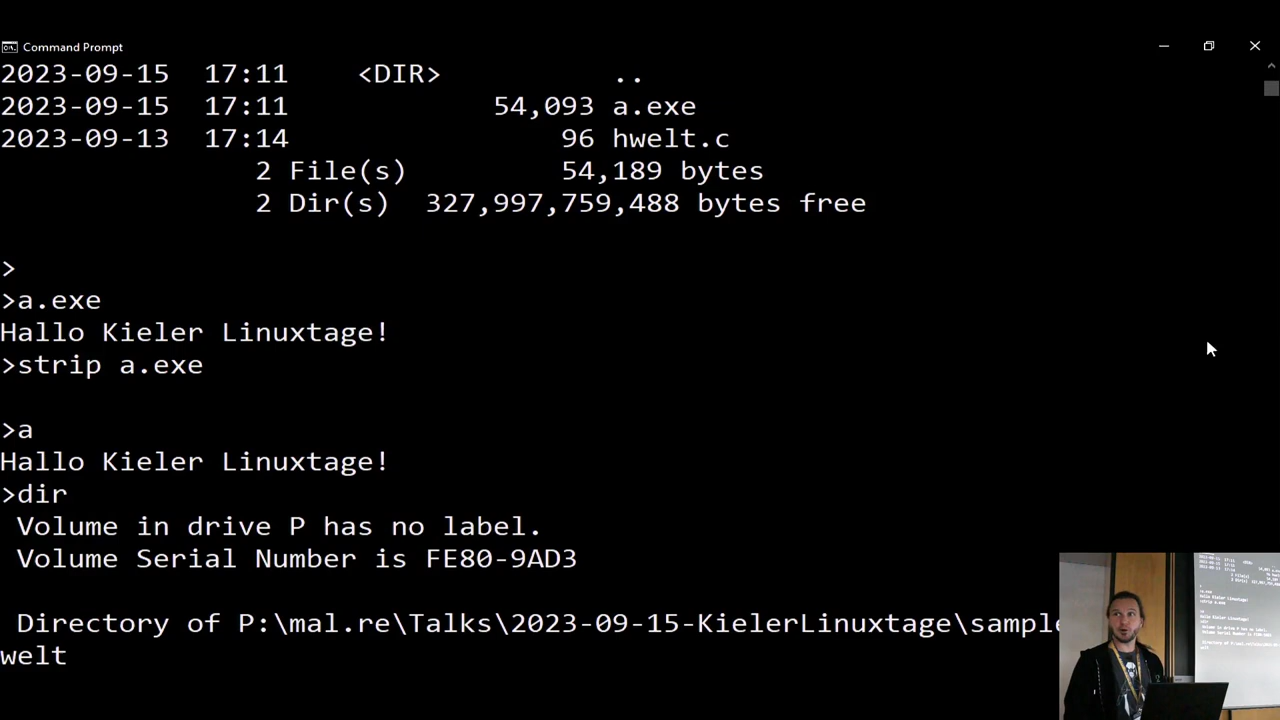 Command Prompt
2023-09-15  17:11    <DIR>          ..
2023-09-15  17:11            54,093 a.exe
2023-09-13  17:14                96 hwelt.c
2 File(s)         54,189 bytes
2 Dir(s)  327,997,759,488 bytes free
>
>a.exe
Hallo Kieler Linuxtage!
>strip a.exe
>a
Hallo Kieler Linuxtage!
>dir
Volume in drive P has no label.
Volume Serial Number is FE80-9AD3
Directory of P:\mal.re\Talks\2023-09-15-KielerLinuxtage\sample
welt